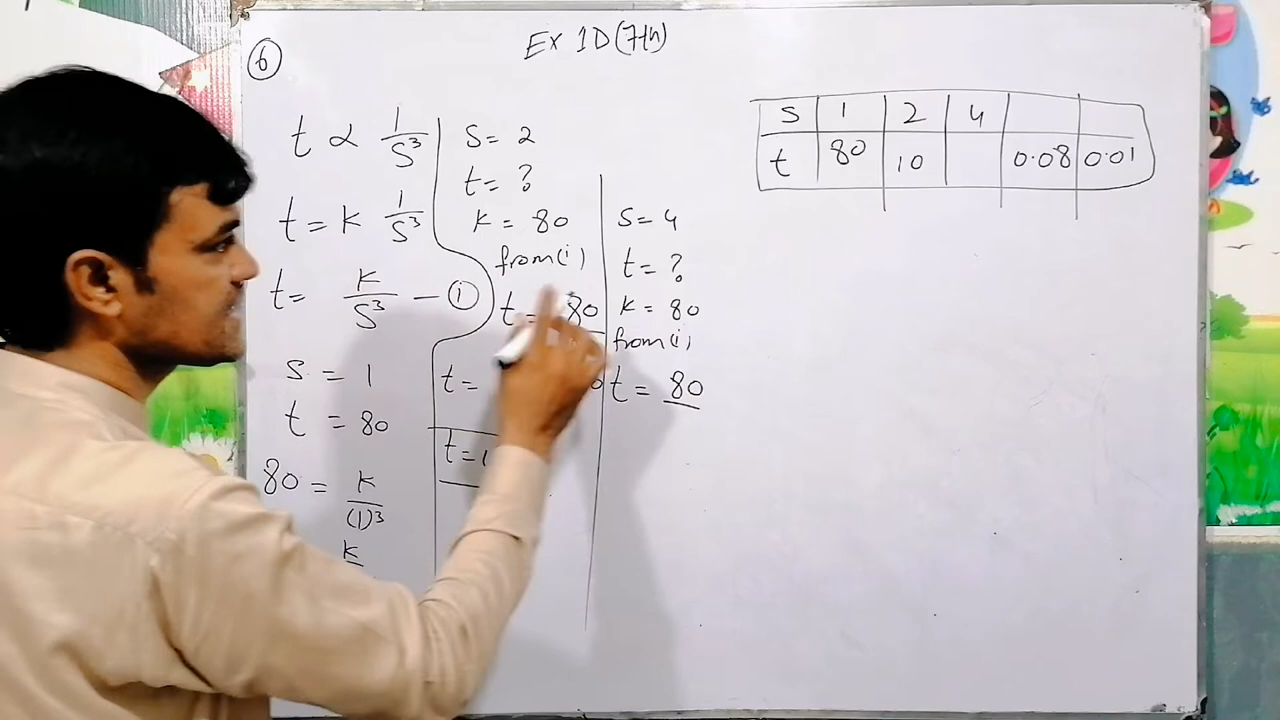 Ex 1D (7th)
6
t ∝ 1/S³
t = K 1/S³
t = K/S³ — (i)
S = 1
t = 80
80 = K/(1)³
K
S = 2
t = ?
K = 80
from (i)
t = 80
t =
t = 1
S = 4
t = ?
K = 80
from (i)
t = 80
S 1 2 4
t 80 10 0.08 0.01